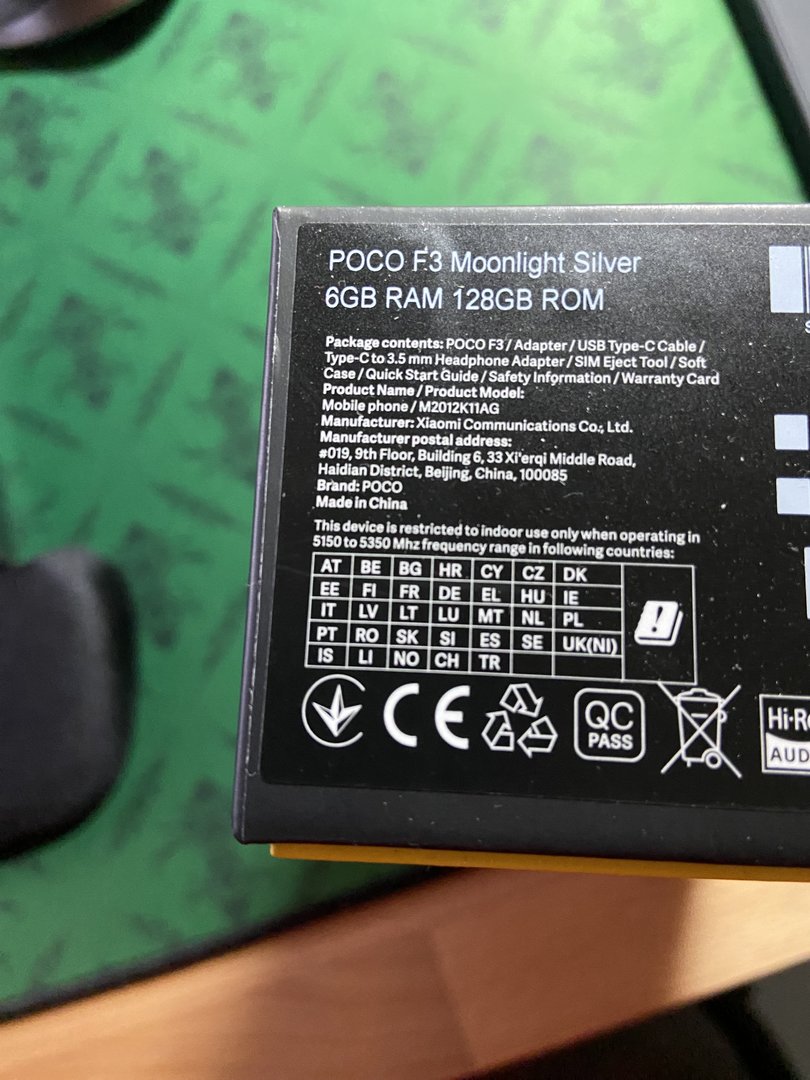 POCO F3 Moonlight Silver
6GB RAM 128GB ROM
Package contents: POCO F3 / Adapter / USB Type-C Cable /
Type-C to 3.5 mm Headphone Adapter / SIM Eject Tool / Soft
Case / Quick Start Guide / Safety Information / Warranty Card
Product Name / Product Model:
Mobile phone / M2012K11AG
Manufacturer: Xiaomi Communications Co., Ltd.
Manufacturer postal address:
#019, 9th Floor, Building 6, 33 Xi'erqi Middle Road,
Haidian District, Beijing, China, 100085
Brand: POCO
Made in China
This device is restricted to indoor use only when operating in
5150 to 5350 Mhz frequency range in following countries:
AT BE BG HR CY CZ DK
EE FI FR DE EL HU IE
IT LV LT LU MT NL PL
PT RO SK SI ES SE UK(NI)
IS LI NO CH TR
CE
QC
PASS
Hi-R
AUD